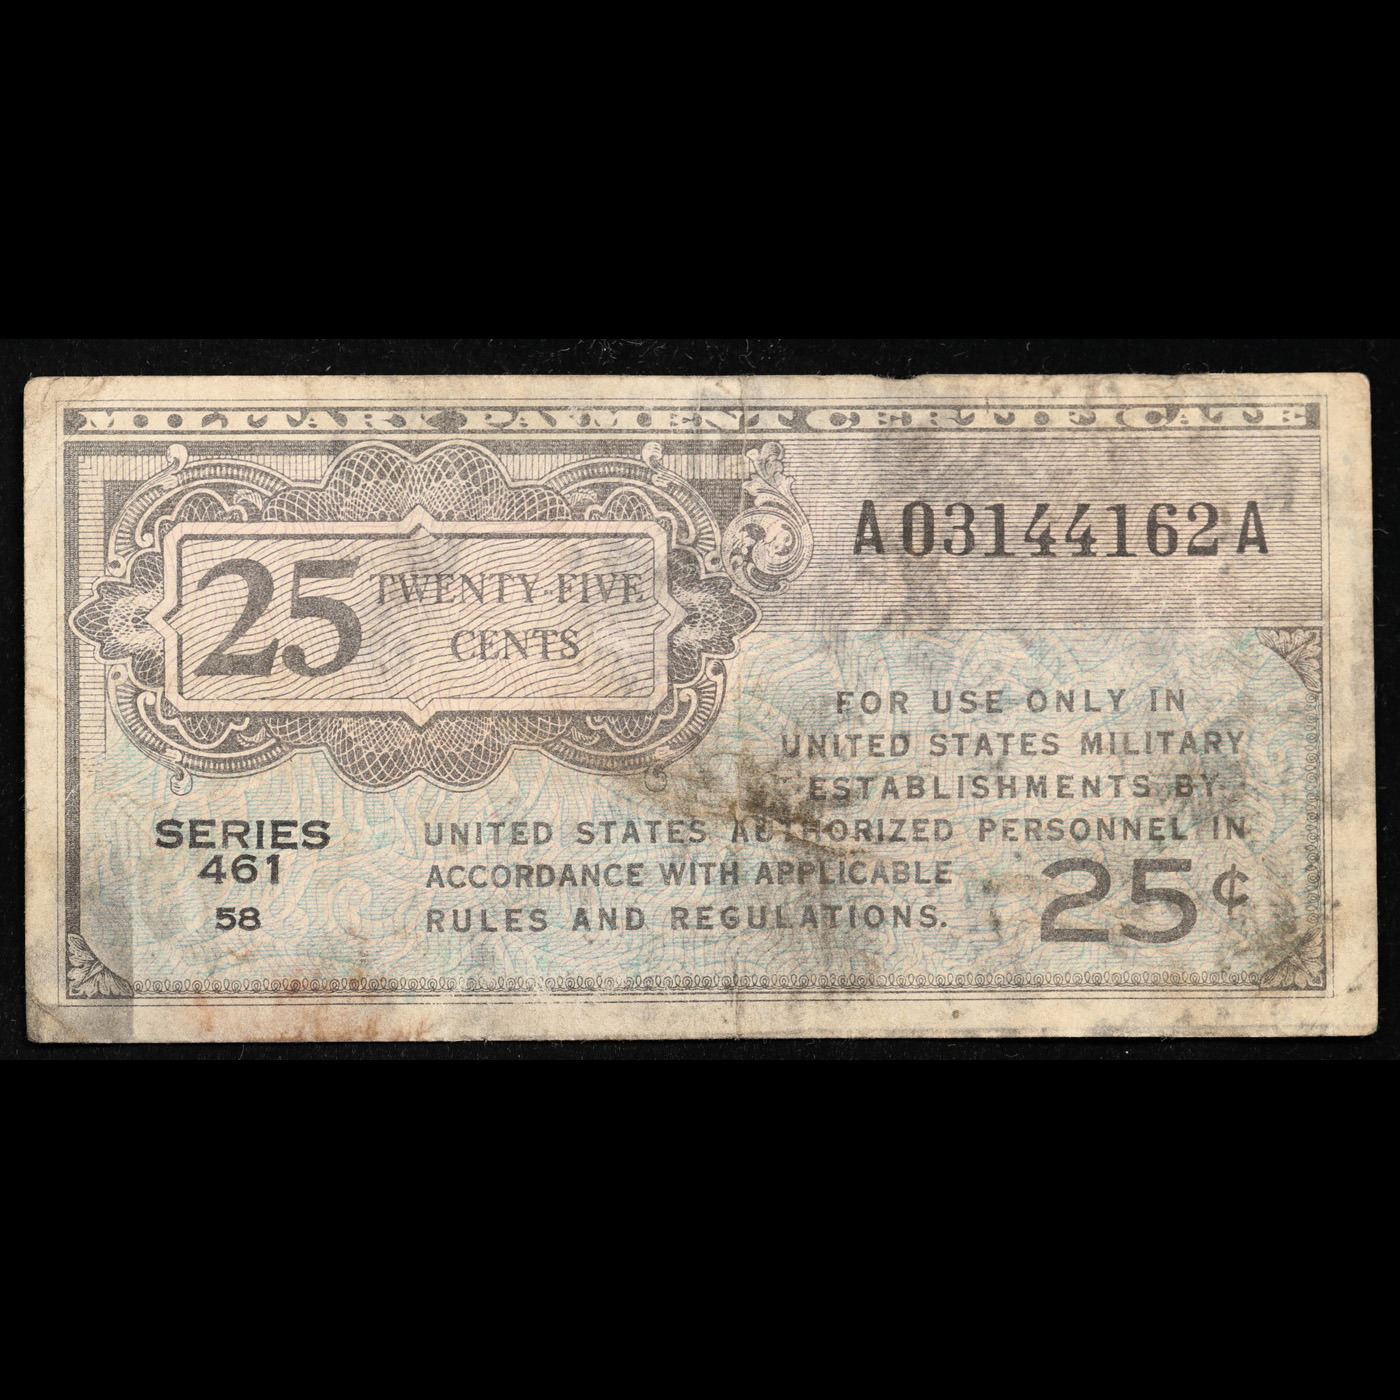 MILITARY PAYMENT CERTIFICATE
A03144162A
25 TWENTY-FIVE
CENTS
FOR USE ONLY IN
UNITED STATES MILITARY
ESTABLISHMENTS BY
UNITED STATES AUTHORIZED PERSONNEL IN
ACCORDANCE WITH APPLICABLE
RULES AND REGULATIONS.
SERIES
461
58
25¢